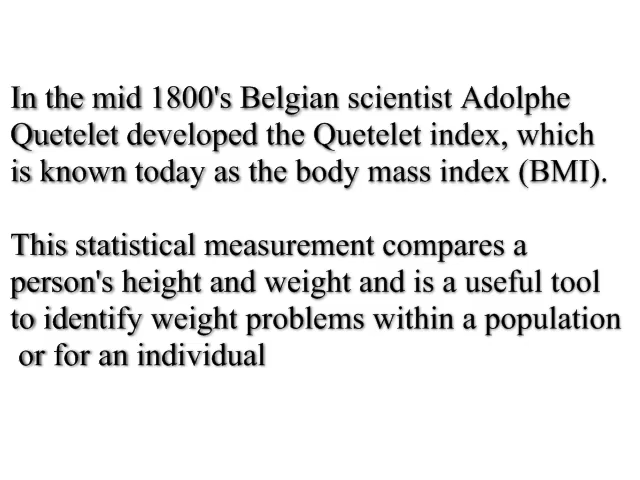 In the mid 1800's Belgian scientist Adolphe
Quetelet developed the Quetelet index, which
is known today as the body mass index (BMI).
This statistical measurement compares a
person's height and weight and is a useful tool
to identify weight problems within a population
or for an individual